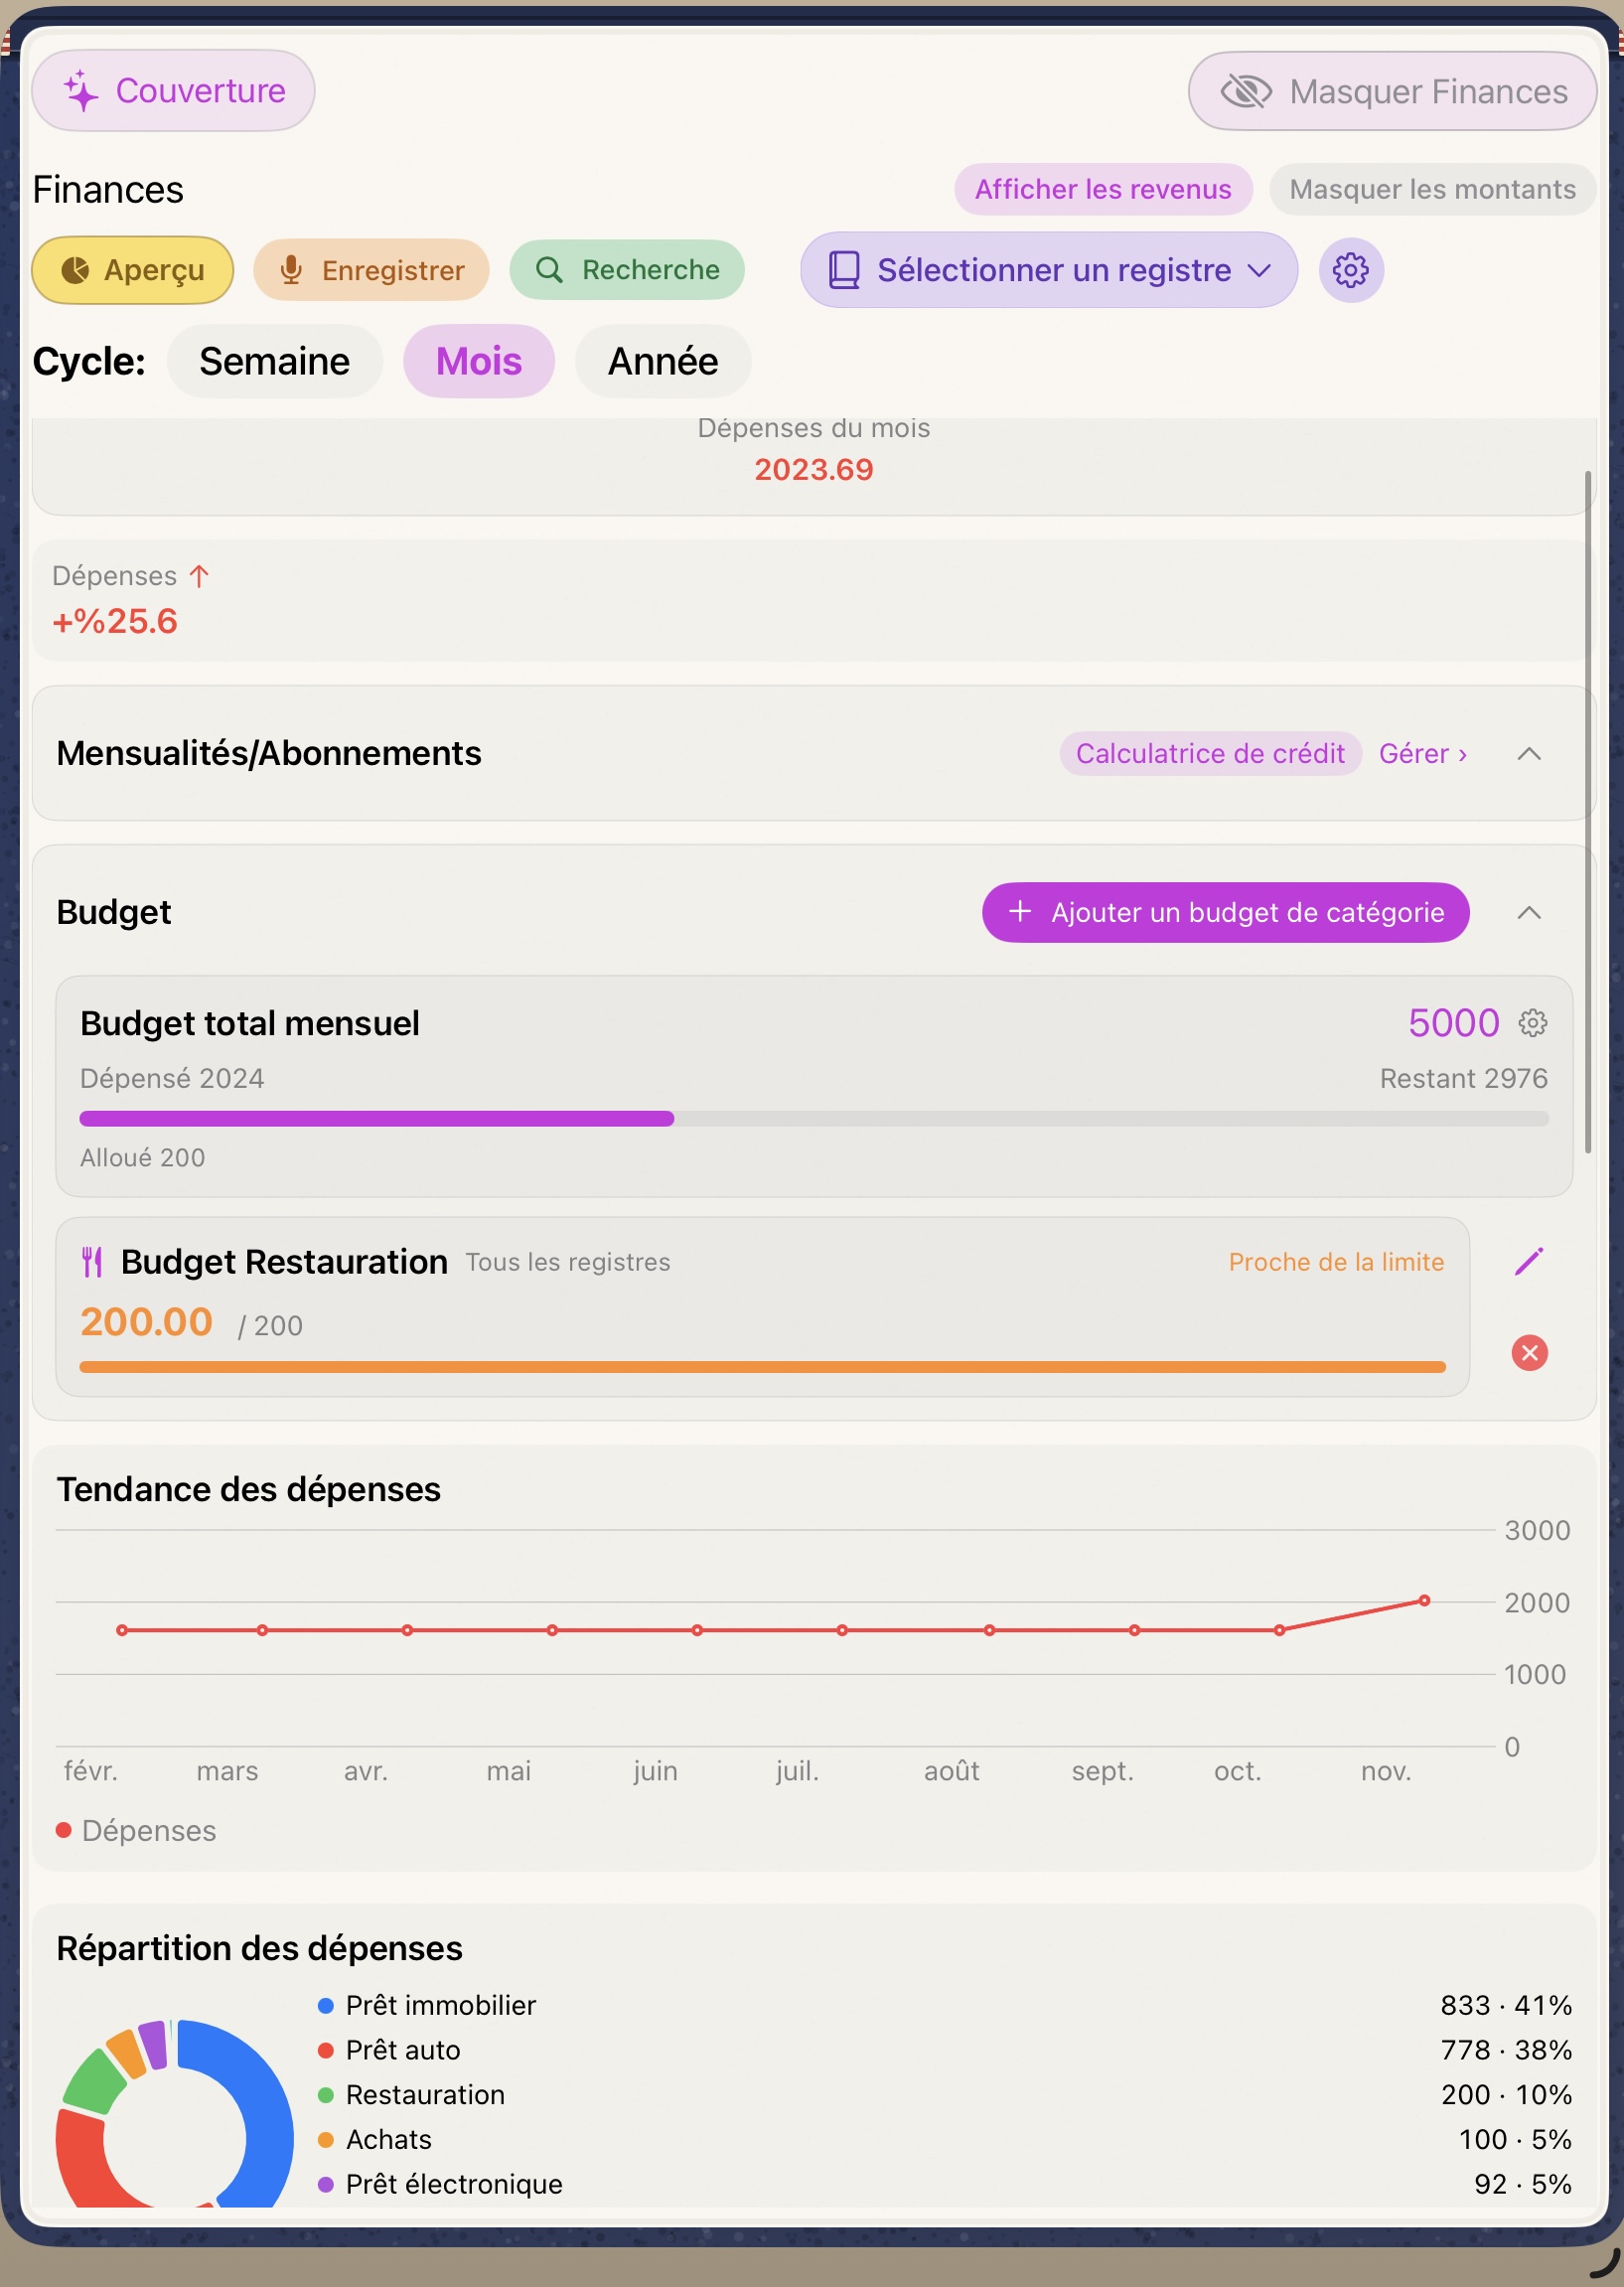 Couverture
Masquer Finances
Finances
Afficher les revenus
Masquer les montants
Aperçu
Enregistrer
Recherche
Sélectionner un registre
Cycle:
Semaine
Mois
Année
Dépenses du mois
2023.69
Dépenses ↑
+%25.6
Mensualités/Abonnements
Calculatrice de crédit
Gérer ›
Budget
+ Ajouter un budget de catégorie
Budget total mensuel
5000
Dépensé 2024
Restant 2976
Alloué 200
Budget Restauration
Tous les registres
Proche de la limite
200.00 / 200
Tendance des dépenses
3000
2000
1000
0
févr. mars avr. mai juin juil. août sept. oct. nov.
Dépenses
Répartition des dépenses
Prêt immobilier 833 · 41%
Prêt auto 778 · 38%
Restauration 200 · 10%
Achats 100 · 5%
Prêt électronique 92 · 5%